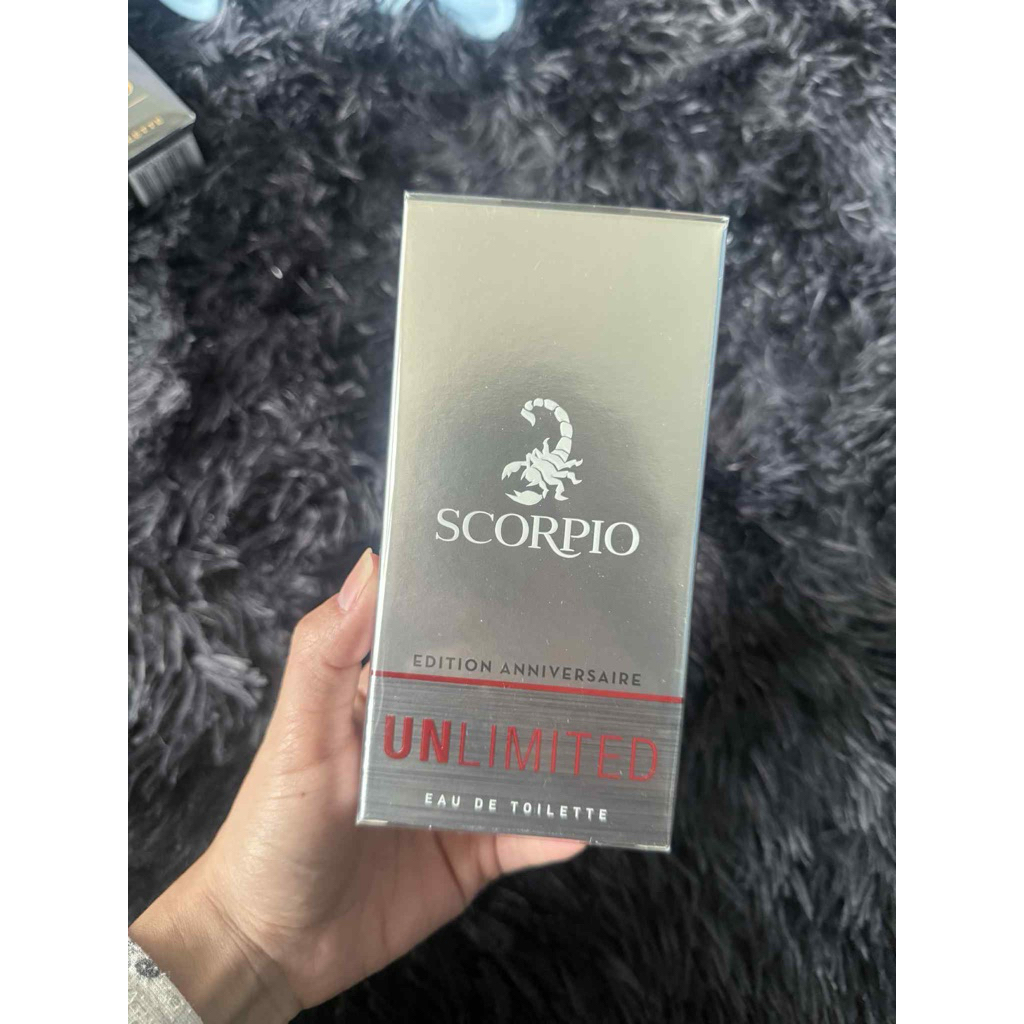 SCORPIO
EDITION ANNIVERSAIRE
UNLIMITED
EAU DE TOILETTE